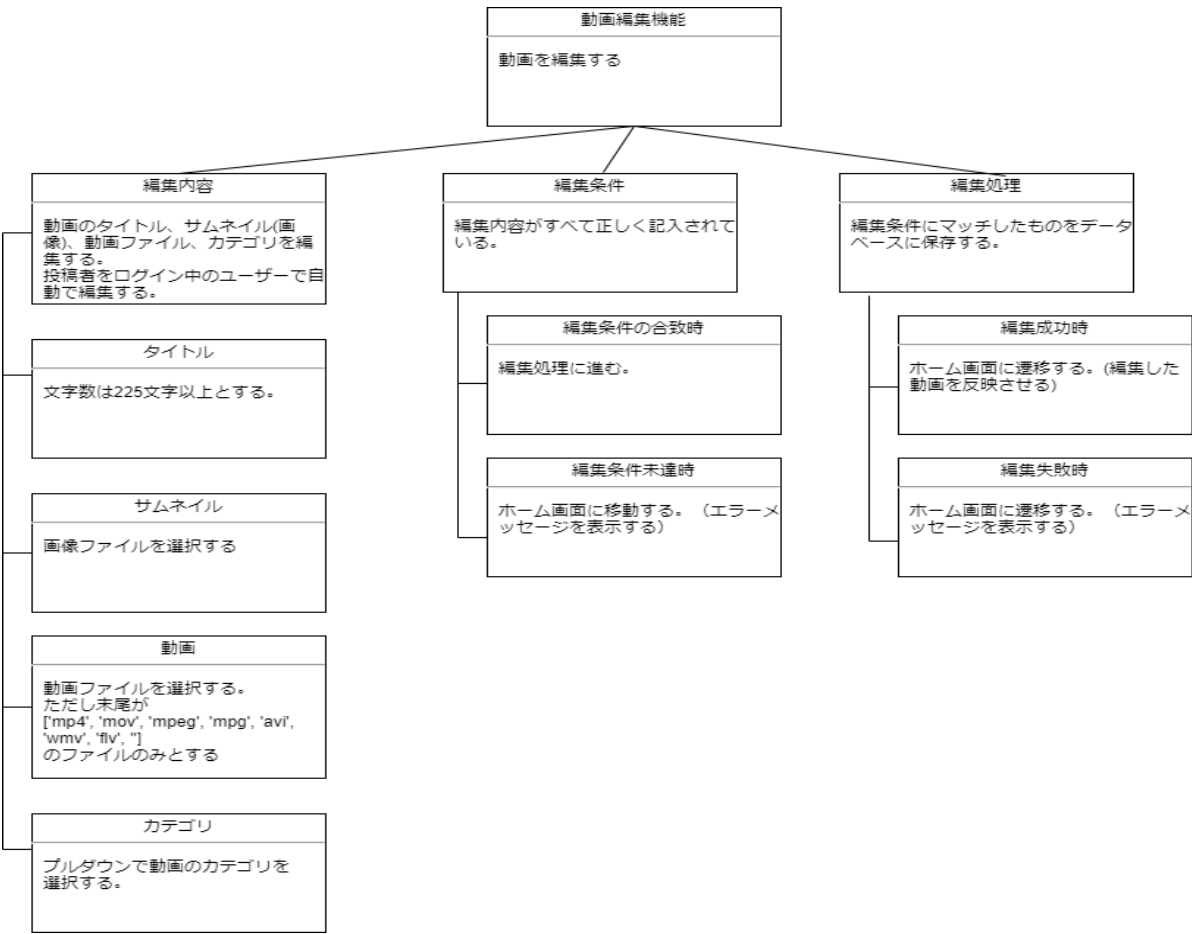 動画編集機能
動画を編集する
編集内容
動画のタイトル、サムネイル(画
像)、動画ファイル、カテゴリを編
集する。
投稿者をログイン中のユーザーで自
動で編集する。
タイトル
文字数は225文字以上とする。
サムネイル
画像ファイルを選択する
動画
動画ファイルを選択する。
ただし末尾が
['mp4', 'mov', 'mpeg', 'mpg', 'avi',
'wmv', 'flv', '']
のファイルのみとする
カテゴリ
プルダウンで動画のカテゴリを
選択する。
編集条件
編集内容がすべて正しく記入されて
いる。
編集条件の合致時
編集処理に進む。
編集条件未達時
ホーム画面に移動する。（エラーメ
ッセージを表示する）
編集処理
編集条件にマッチしたものをデータ
ベースに保存する。
編集成功時
ホーム画面に遷移する。(編集した
動画を反映させる)
編集失敗時
ホーム画面に遷移する。（エラーメ
ッセージを表示する）